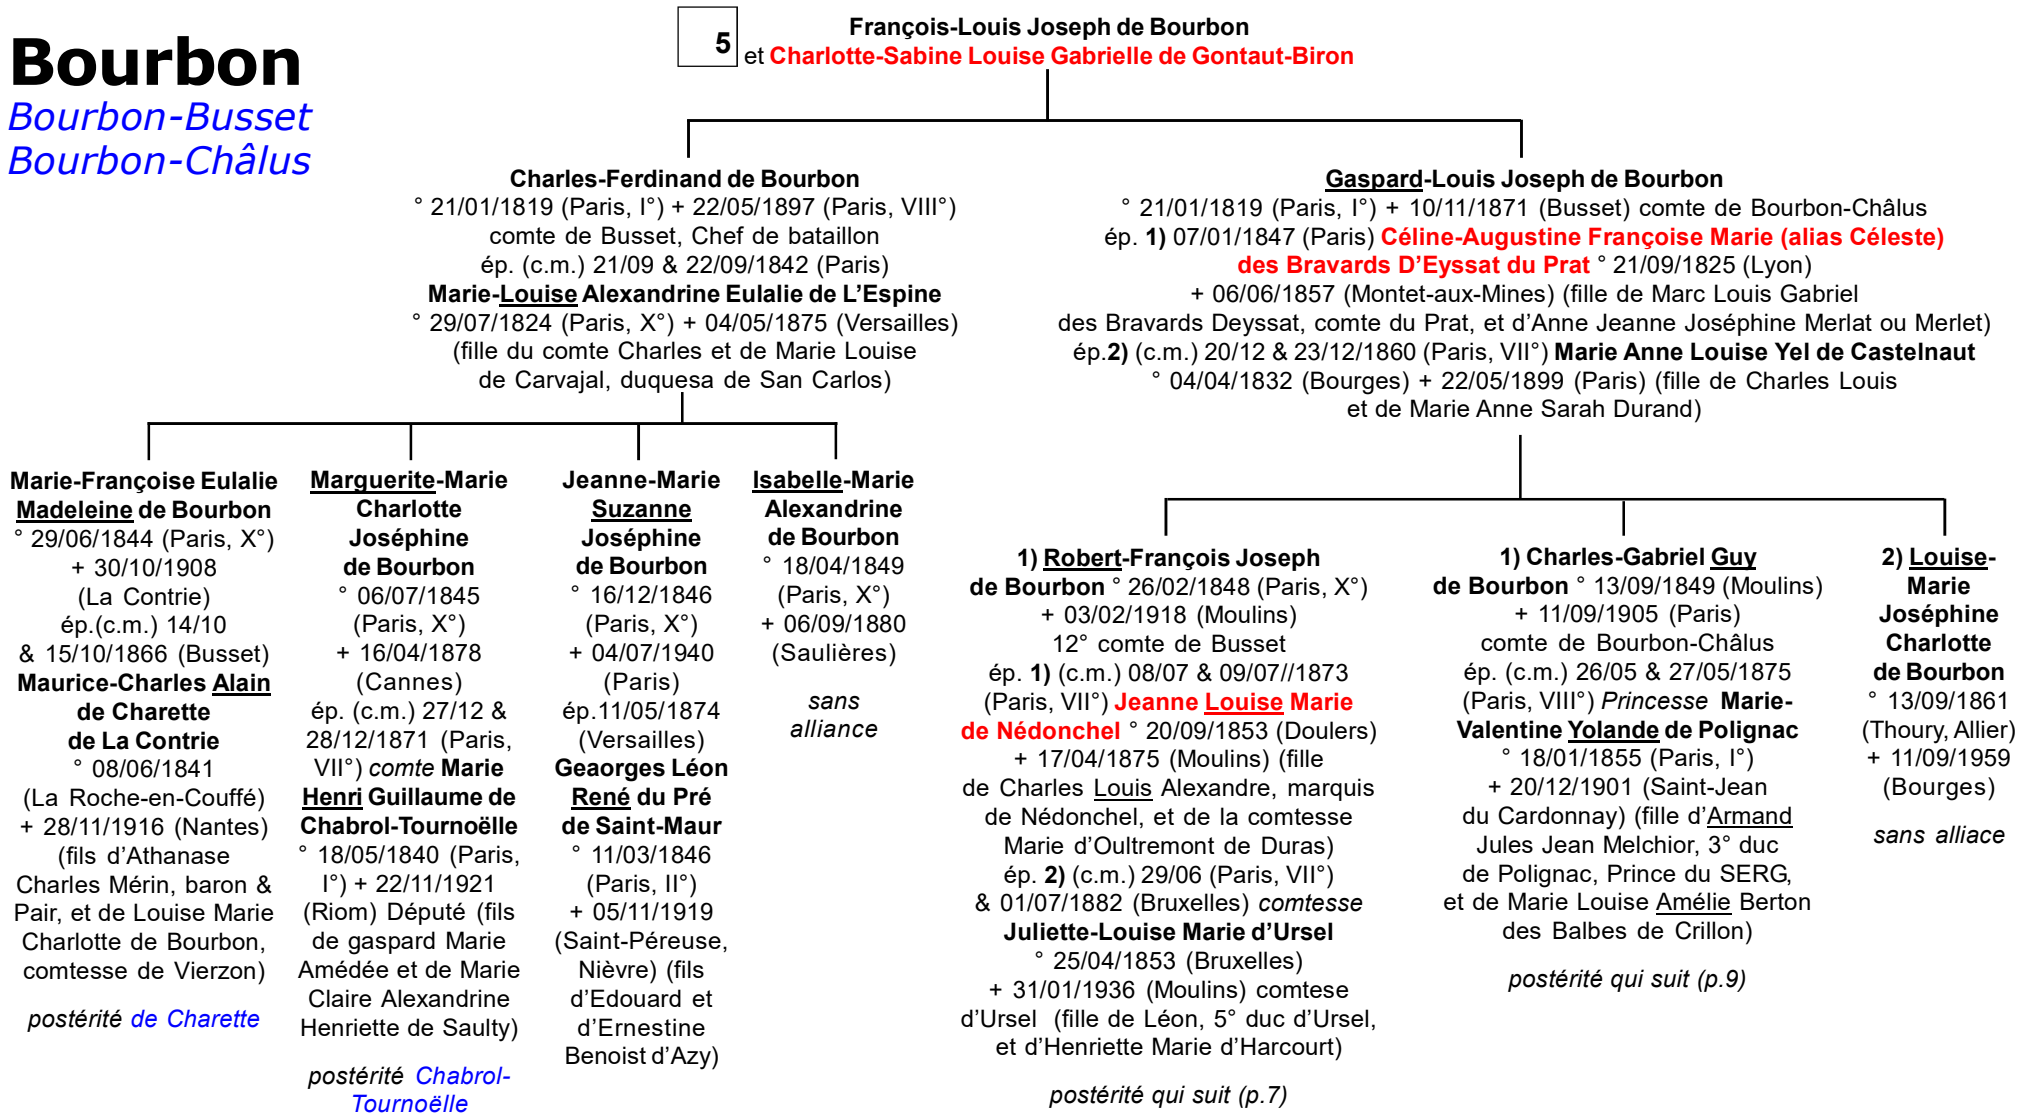 Bourbon
Bourbon-Busset
Bourbon-Châlus
5
François-Louis Joseph de Bourbon
et Charlotte-Sabine Louise Gabrielle de Gontaut-Biron
Charles-Ferdinand de Bourbon
° 21/01/1819 (Paris, I°) + 22/05/1897 (Paris, VIII°)
comte de Busset, Chef de bataillon
ép. (c.m.) 21/09 & 22/09/1842 (Paris)
Marie-Louise Alexandrine Eulalie de L’Espine
° 29/07/1824 (Paris, X°) + 04/05/1875 (Versailles)
(fille du comte Charles et de Marie Louise
de Carvajal, duquesa de San Carlos)
Gaspard-Louis Joseph de Bourbon
° 21/01/1819 (Paris, I°) + 10/11/1871 (Busset) comte de Bourbon-Châlus
ép. 1) 07/01/1847 (Paris) Céline-Augustine Françoise Marie (alias Céleste)
des Bravards D’Eyssat du Prat ° 21/09/1825 (Lyon)
+ 06/06/1857 (Montet-aux-Mines) (fille de Marc Louis Gabriel
des Bravards Deyssat, comte du Prat, et d’Anne Jeanne Joséphine Merlat ou Merlet)
ép.2) (c.m.) 20/12 & 23/12/1860 (Paris, VII°) Marie Anne Louise Yel de Castelnaut
° 04/04/1832 (Bourges) + 22/05/1899 (Paris) (fille de Charles Louis
et de Marie Anne Sarah Durand)
Marie-Françoise Eulalie
Madeleine de Bourbon
° 29/06/1844 (Paris, X°)
+ 30/10/1908
(La Contrie)
ép.(c.m.) 14/10
& 15/10/1866 (Busset)
Maurice-Charles Alain
de Charette
de La Contrie
° 08/06/1841
(La Roche-en-Couffé)
+ 28/11/1916 (Nantes)
(fils d’Athanase
Charles Mérin, baron &
Pair, et de Louise Marie
Charlotte de Bourbon,
comtesse de Vierzon)
postérité de Charette
Marguerite-Marie
Charlotte
Joséphine
de Bourbon
° 06/07/1845
(Paris, X°)
+ 16/04/1878
(Cannes)
ép. (c.m.) 27/12 &
28/12/1871 (Paris,
VII°) comte Marie
Henri Guillaume de
Chabrol-Tournoëlle
° 18/05/1840 (Paris,
I°) + 22/11/1921
(Riom) Député (fils
de gaspard Marie
Amédée et de Marie
Claire Alexandrine
Henriette de Saulty)
postérité Chabrol-
Tournoëlle
Jeanne-Marie
Suzanne
Joséphine
de Bourbon
° 16/12/1846
(Paris, X°)
+ 04/07/1940
(Paris)
ép.11/05/1874
(Versailles)
Geaorges Léon
René du Pré
de Saint-Maur
° 11/03/1846
(Paris, II°)
+ 05/11/1919
(Saint-Péreuse,
Nièvre) (fils
d’Edouard et
d’Ernestine
Benoist d’Azy)
Isabelle-Marie
Alexandrine
de Bourbon
° 18/04/1849
(Paris, X°)
+ 06/09/1880
(Saulières)
sans
alliance
1) Robert-François Joseph
de Bourbon ° 26/02/1848 (Paris, X°)
+ 03/02/1918 (Moulins)
12° comte de Busset
ép. 1) (c.m.) 08/07 & 09/07//1873
(Paris, VII°) Jeanne Louise Marie
de Nédonchel ° 20/09/1853 (Doulers)
+ 17/04/1875 (Moulins) (fille
de Charles Louis Alexandre, marquis
de Nédonchel, et de la comtesse
Marie d’Oultremont de Duras)
ép. 2) (c.m.) 29/06 (Paris, VII°)
& 01/07/1882 (Bruxelles) comtesse
Juliette-Louise Marie d’Ursel
° 25/04/1853 (Bruxelles)
+ 31/01/1936 (Moulins) comtese
d’Ursel (fille de Léon, 5° duc d’Ursel,
et d’Henriette Marie d’Harcourt)
postérité qui suit (p.7)
1) Charles-Gabriel Guy
de Bourbon ° 13/09/1849 (Moulins)
+ 11/09/1905 (Paris)
comte de Bourbon-Châlus
ép. (c.m.) 26/05 & 27/05/1875
(Paris, VIII°) Princesse Marie-
Valentine Yolande de Polignac
° 18/01/1855 (Paris, I°)
+ 20/12/1901 (Saint-Jean
du Cardonnay) (fille d’Armand
Jules Jean Melchior, 3° duc
de Polignac, Prince du SERG,
et de Marie Louise Amélie Berton
des Balbes de Crillon)
postérité qui suit (p.9)
2) Louise-
Marie
Joséphine
Charlotte
de Bourbon
° 13/09/1861
(Thoury, Allier)
+ 11/09/1959
(Bourges)
sans alliace